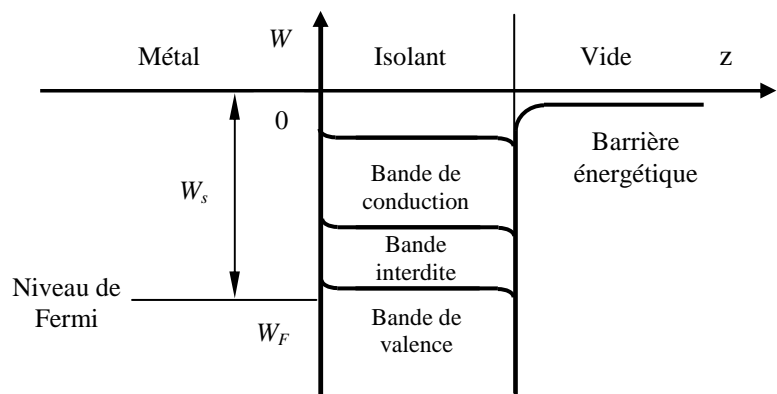 W
Métal
Isolant
Vide
z
0
Barrière
énergétique
W_s
Bande de
conduction
Bande
interdite
Niveau de
Fermi
W_F
Bande de
valence